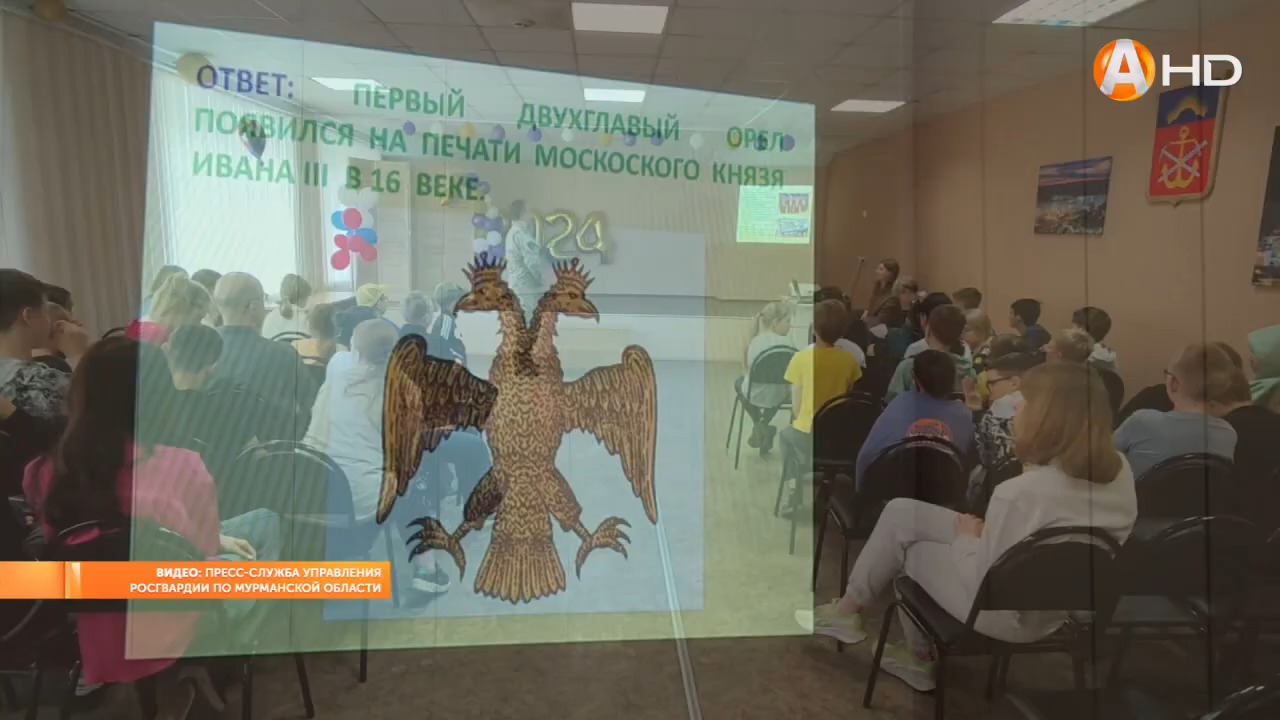 HD
ОТВЕТ: ПЕРВЫЙ ДВУХГЛАВЫЙ ОРЕЛ
ПОЯВИЛСЯ НА ПЕЧАТИ МОСКОСКОГО КНЯЗЯ
ИВАНА III В 16 ВЕКЕ.
2024
ВИДЕО: ПРЕСС-СЛУЖБА УПРАВЛЕНИЯ
РОСГВАРДИИ ПО МУРМАНСКОЙ ОБЛАСТИ